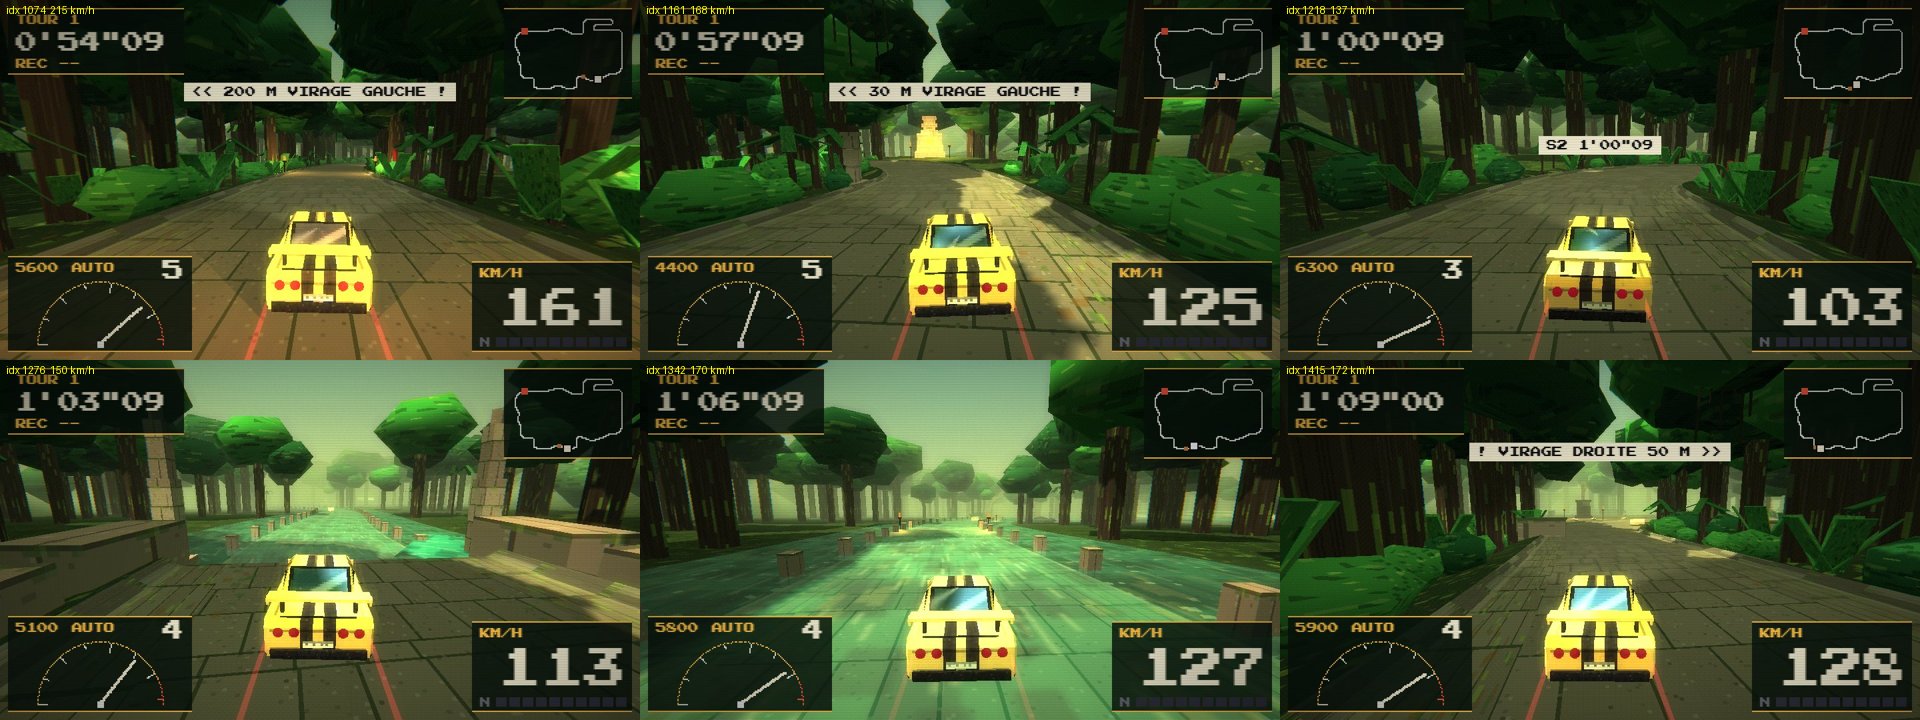 idx 1074 215 km/h
TOUR 1
0'54"09
REC --
<< 200 M VIRAGE GAUCHE !
5600 AUTO 5
KM/H
161
N
idx 1161 168 km/h
TOUR 1
0'57"09
REC --
<< 30 M VIRAGE GAUCHE !
4400 AUTO 5
KM/H
125
N
idx 1218 137 km/h
TOUR 1
1'00"09
REC --
S2 1'00"09
6300 AUTO 3
KM/H
103
N
idx 1276 150 km/h
TOUR 1
1'03"09
REC --
5100 AUTO 4
KM/H
113
N
idx 1342 170 km/h
TOUR 1
1'06"09
REC --
5800 AUTO 4
KM/H
127
N
idx 1415 172 km/h
TOUR 1
1'09"00
REC --
! VIRAGE DROITE 50 M >>
5900 AUTO 4
KM/H
128
N